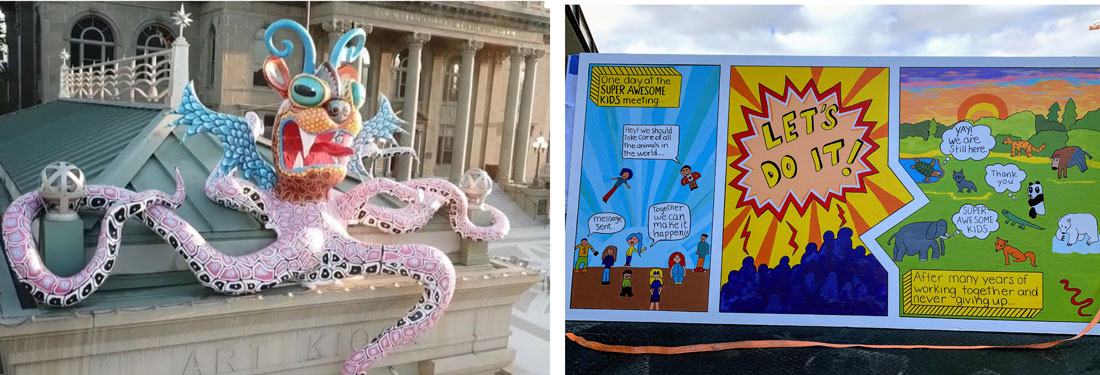 One day at the
SUPER AWESOME
KIDS meeting...
Hey! we should
take care of all
the animals in
the world...
message
sent...
Together
we can
make it
happen!!
LET'S
DO IT!
YAY!
we are
still here
Thank
you
SUPER
AWESOME
KIDS
After many years of
working together and
never giving up...